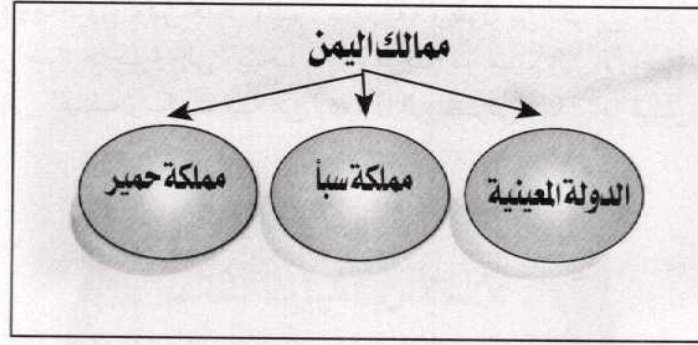 ممالك اليمن
الدولة المعينية
مملكة سبأ
مملكة حمير